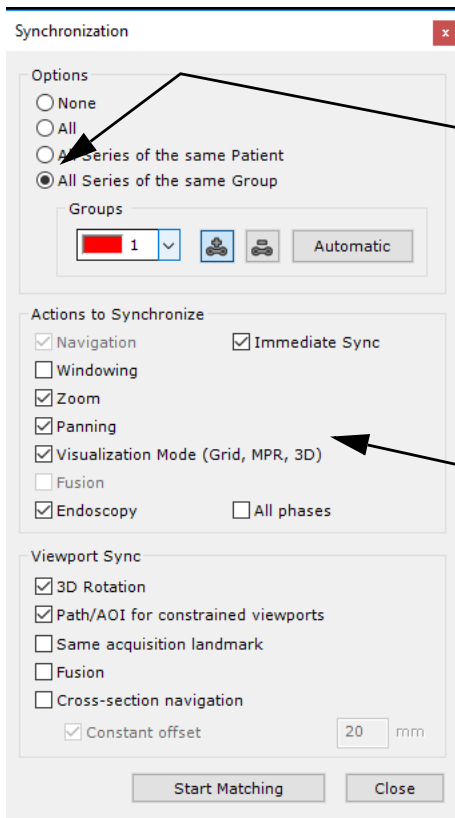 Synchronization
x
Options
None
All
All Series of the same Patient
All Series of the same Group
Groups
1
Automatic
Actions to Synchronize
Navigation
Immediate Sync
Windowing
Zoom
Panning
Visualization Mode (Grid, MPR, 3D)
Fusion
Endoscopy
All phases
Viewport Sync
3D Rotation
Path/AOI for constrained viewports
Same acquisition landmark
Fusion
Cross-section navigation
Constant offset
20 mm
Start Matching
Close